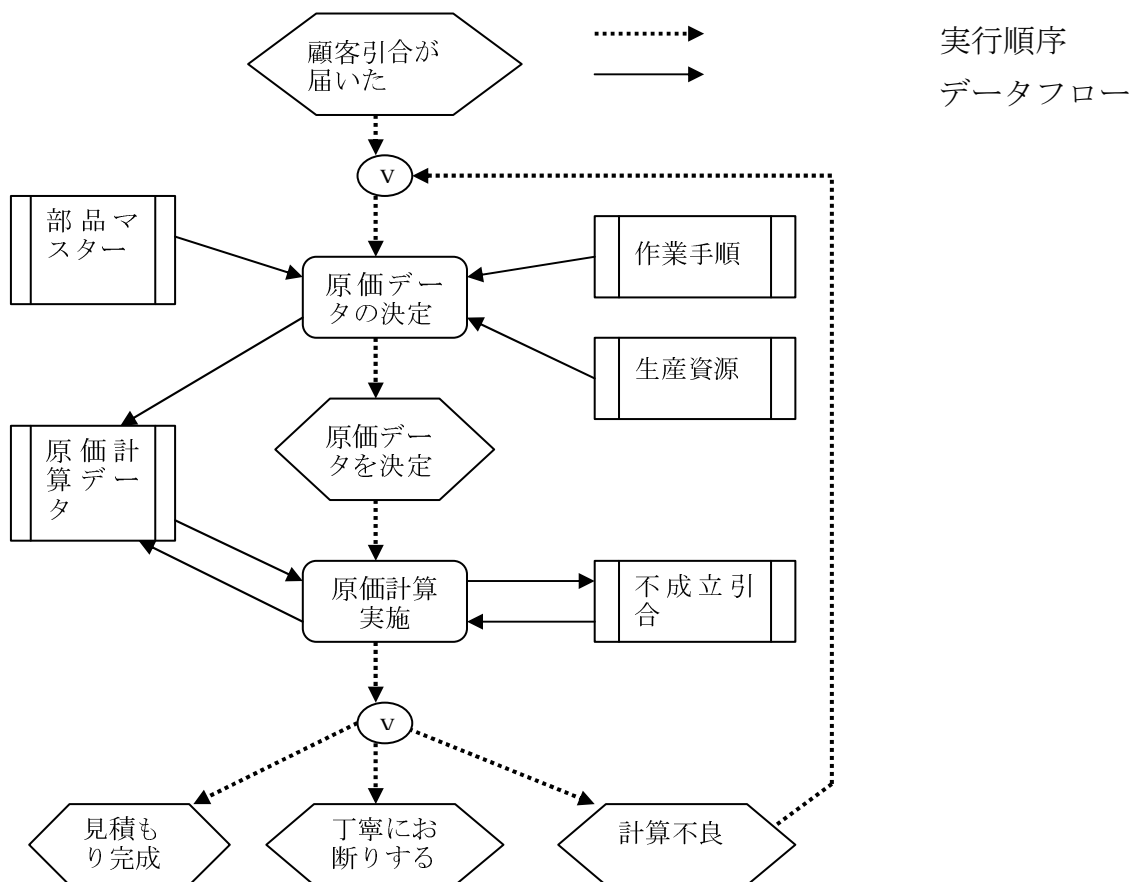 顧客引合が
届いた
実行順序
データフロー
v
部品マ
スター
作業手順
原価デー
タの決定
生産資源
原価デー
タを決定
原価計
算デー
タ
原価計算
実施
不成立引
合
v
見積も
り完成
丁寧にお
断りする
計算不良